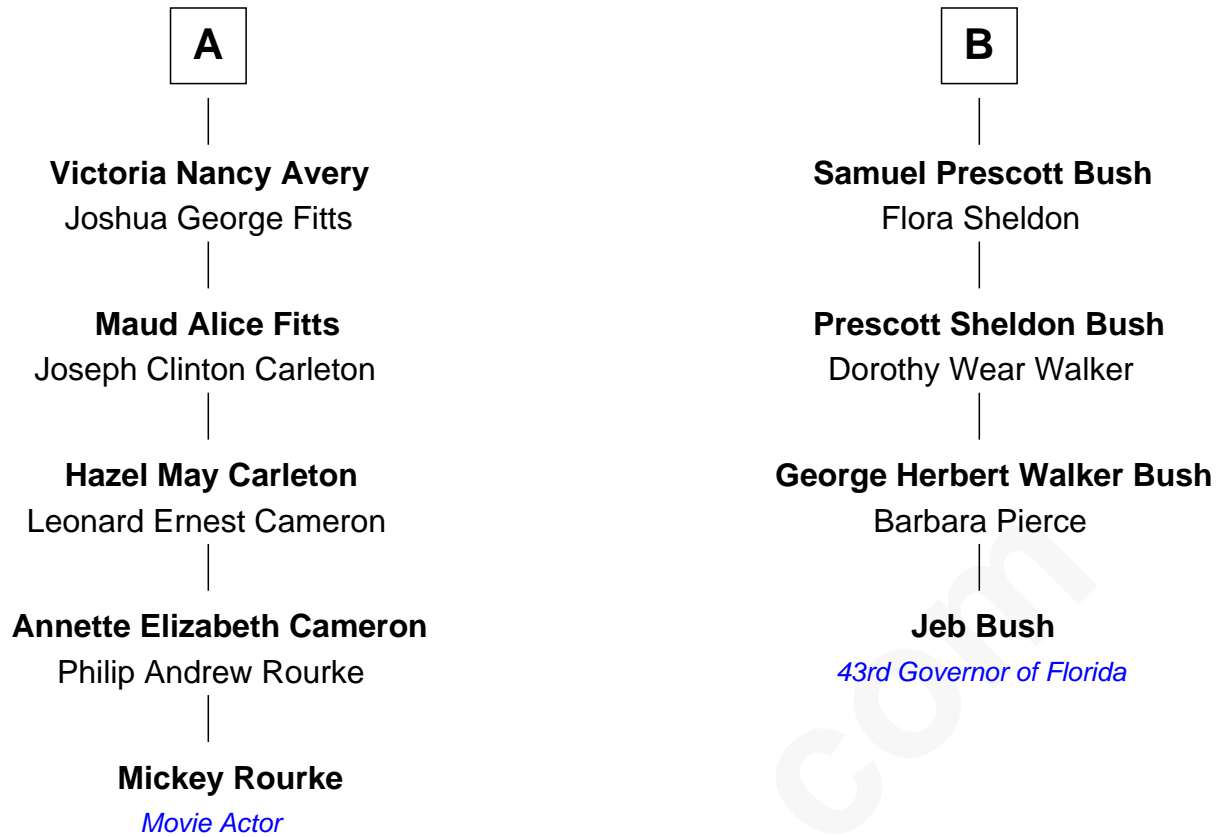 A
Victoria Nancy Avery
Joshua George Fitts
Maud Alice Fitts
Joseph Clinton Carleton
Hazel May Carleton
Leonard Ernest Cameron
Annette Elizabeth Cameron
Philip Andrew Rourke
Mickey Rourke
Movie Actor
B
Samuel Prescott Bush
Flora Sheldon
Prescott Sheldon Bush
Dorothy Wear Walker
George Herbert Walker Bush
Barbara Pierce
Jeb Bush
43rd Governor of Florida
com